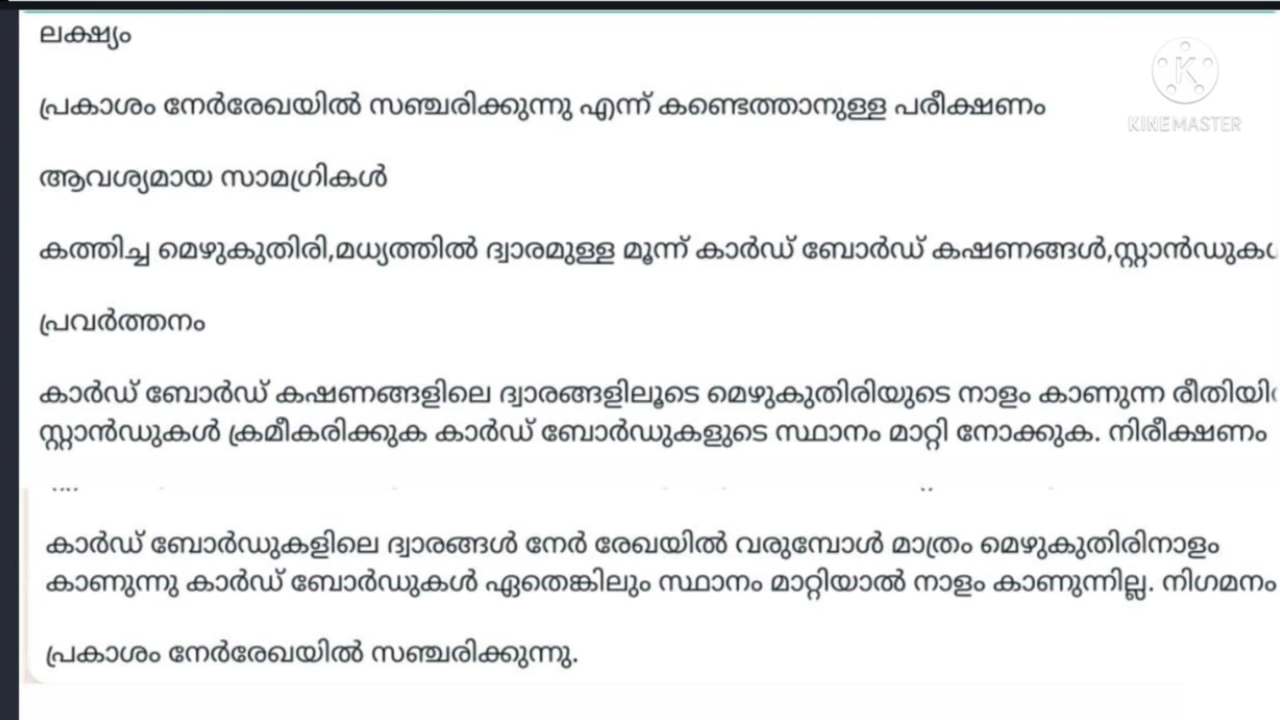 ലക്ഷ്യം
പ്രകാശം നേർരേഖയിൽ സഞ്ചരിക്കുന്നു എന്ന് കണ്ടെത്താനുള്ള പരീക്ഷണം
KINEMASTER
ആവശ്യമായ സാമഗ്രികൾ
കത്തിച്ച മെഴുകുതിരി,മധ്യത്തിൽ ദ്വാരമുള്ള മൂന്ന് കാർഡ് ബോർഡ് കഷണങ്ങൾ,
പ്രവർത്തനം
കാർഡ് ബോർഡ് കഷണങ്ങളിലെ ദ്വാരങ്ങളിലൂടെ മെഴുകുതിരിയുടെ നാളം കാണുന്ന
സ്റ്റാൻഡുകൾ ക്രമീകരിക്കുക കാർഡ് ബോർഡുകളുടെ സ്ഥാനം മാറ്റി നോക്കുക. നിരീക്ഷണം
കാർഡ് ബോർഡുകളിലെ ദ്വാരങ്ങൾ നേർ രേഖയിൽ വരുമ്പോൾ മാത്രം മെഴുകുതിരിനാളം
കാണുന്നു കാർഡ് ബോർഡുകൾ ഏതെങ്കിലും സ്ഥാനം മാറ്റിയാൽ നാളം കാണുന്നില്ല. നിഗമനം
പ്രകാശം നേർരേഖയിൽ സഞ്ചരിക്കുന്നു.